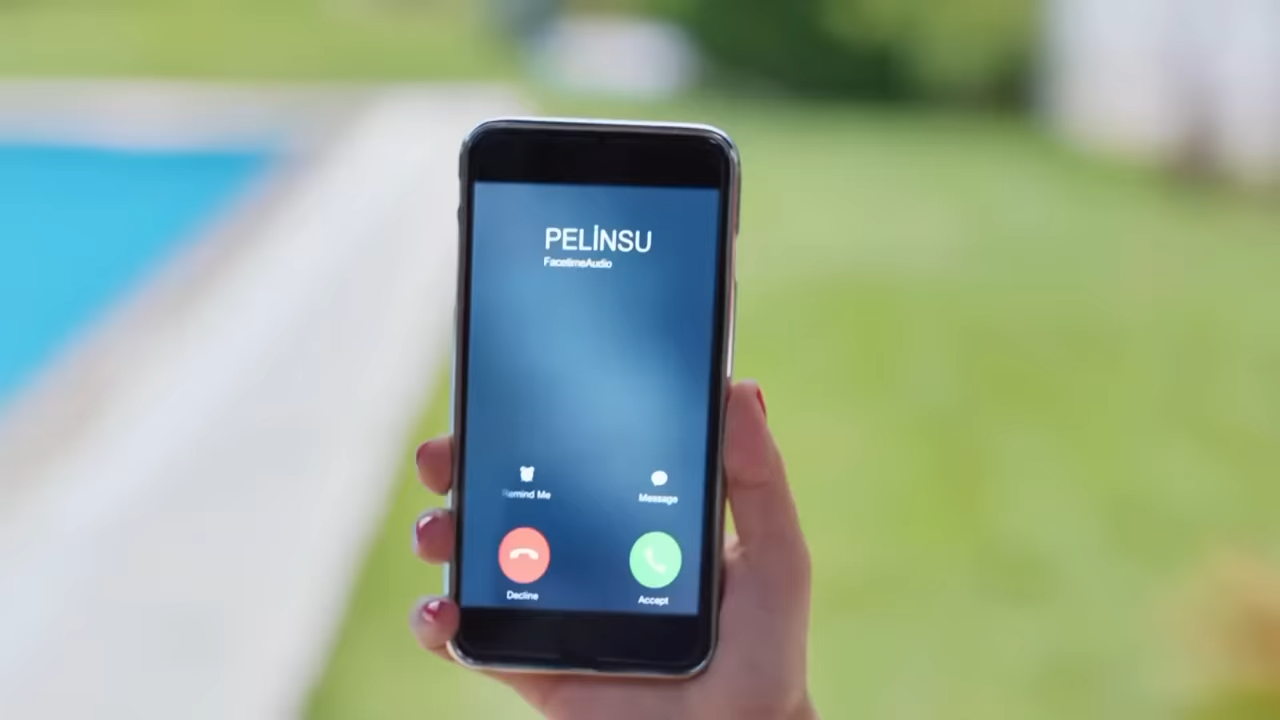 PELİNSU
FacetimeAudio
Remind Me
Message
Decline
Accept